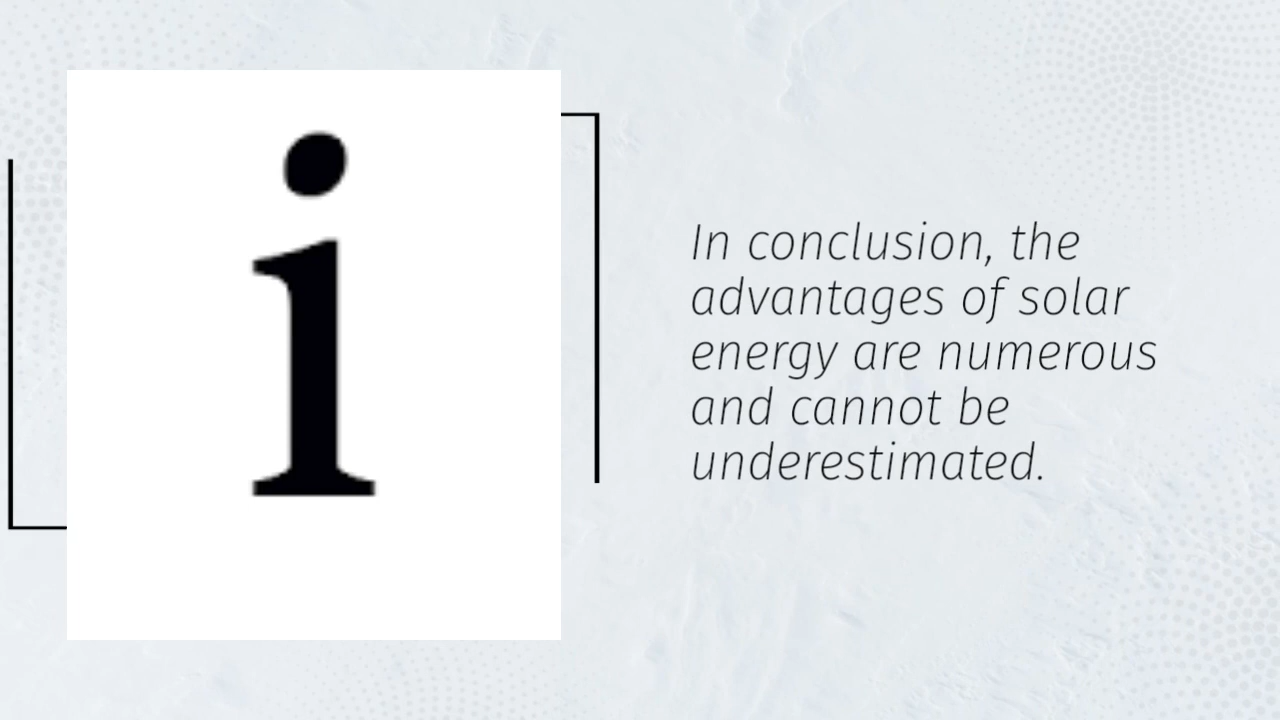 i
In conclusion, the
advantages of solar
energy are numerous
and cannot be
underestimated.